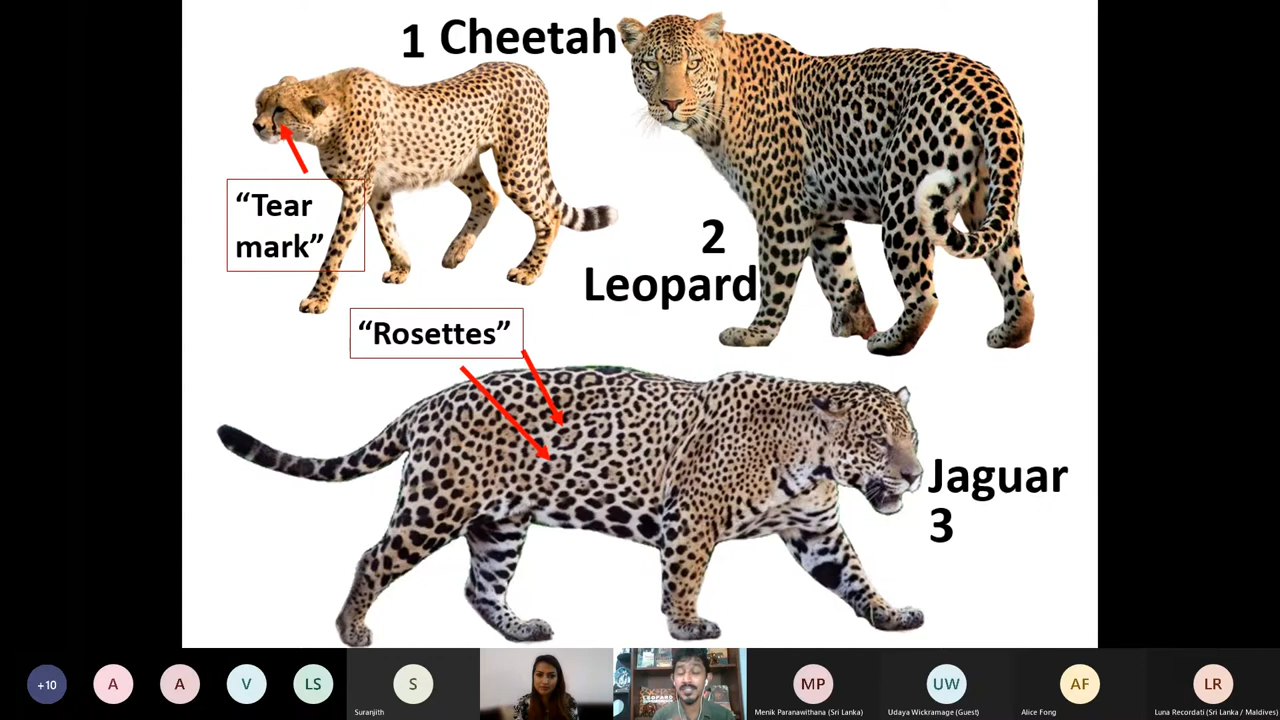 1 Cheetah
“Tear
mark”
2
Leopard
“Rosettes”
Jaguar
3
+10
A
A
V
LS
S
Suranjith
MP
Menik Paranawithana (Sri Lanka)
UW
Udaya Wickramage (Guest)
AF
Alice Fong
LR
Luna Recordati (Sri Lanka / Maldives)